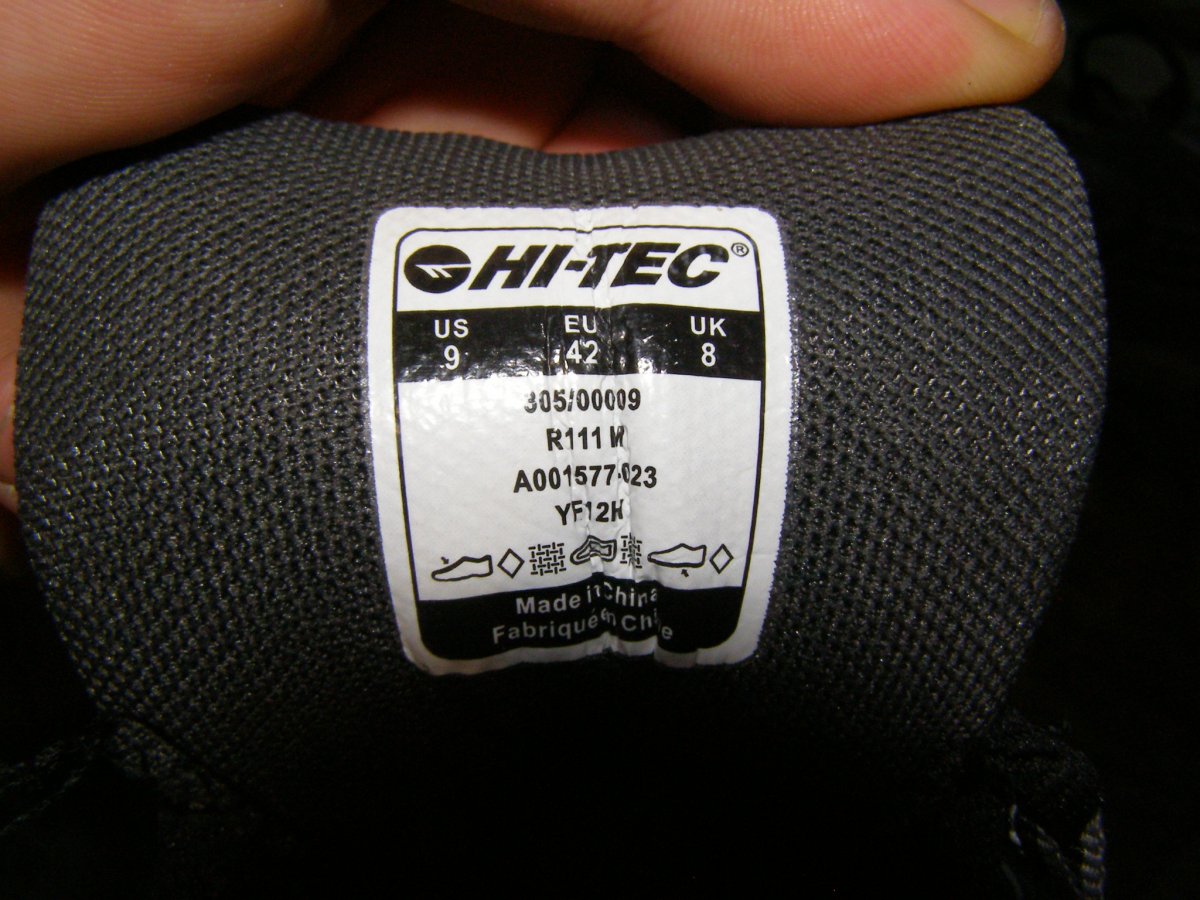 HI-TEC®
US EU UK
9 42 8
305/00009
R111 W
A001577-023
YF12H
Made in China
Fabriqué en Chine